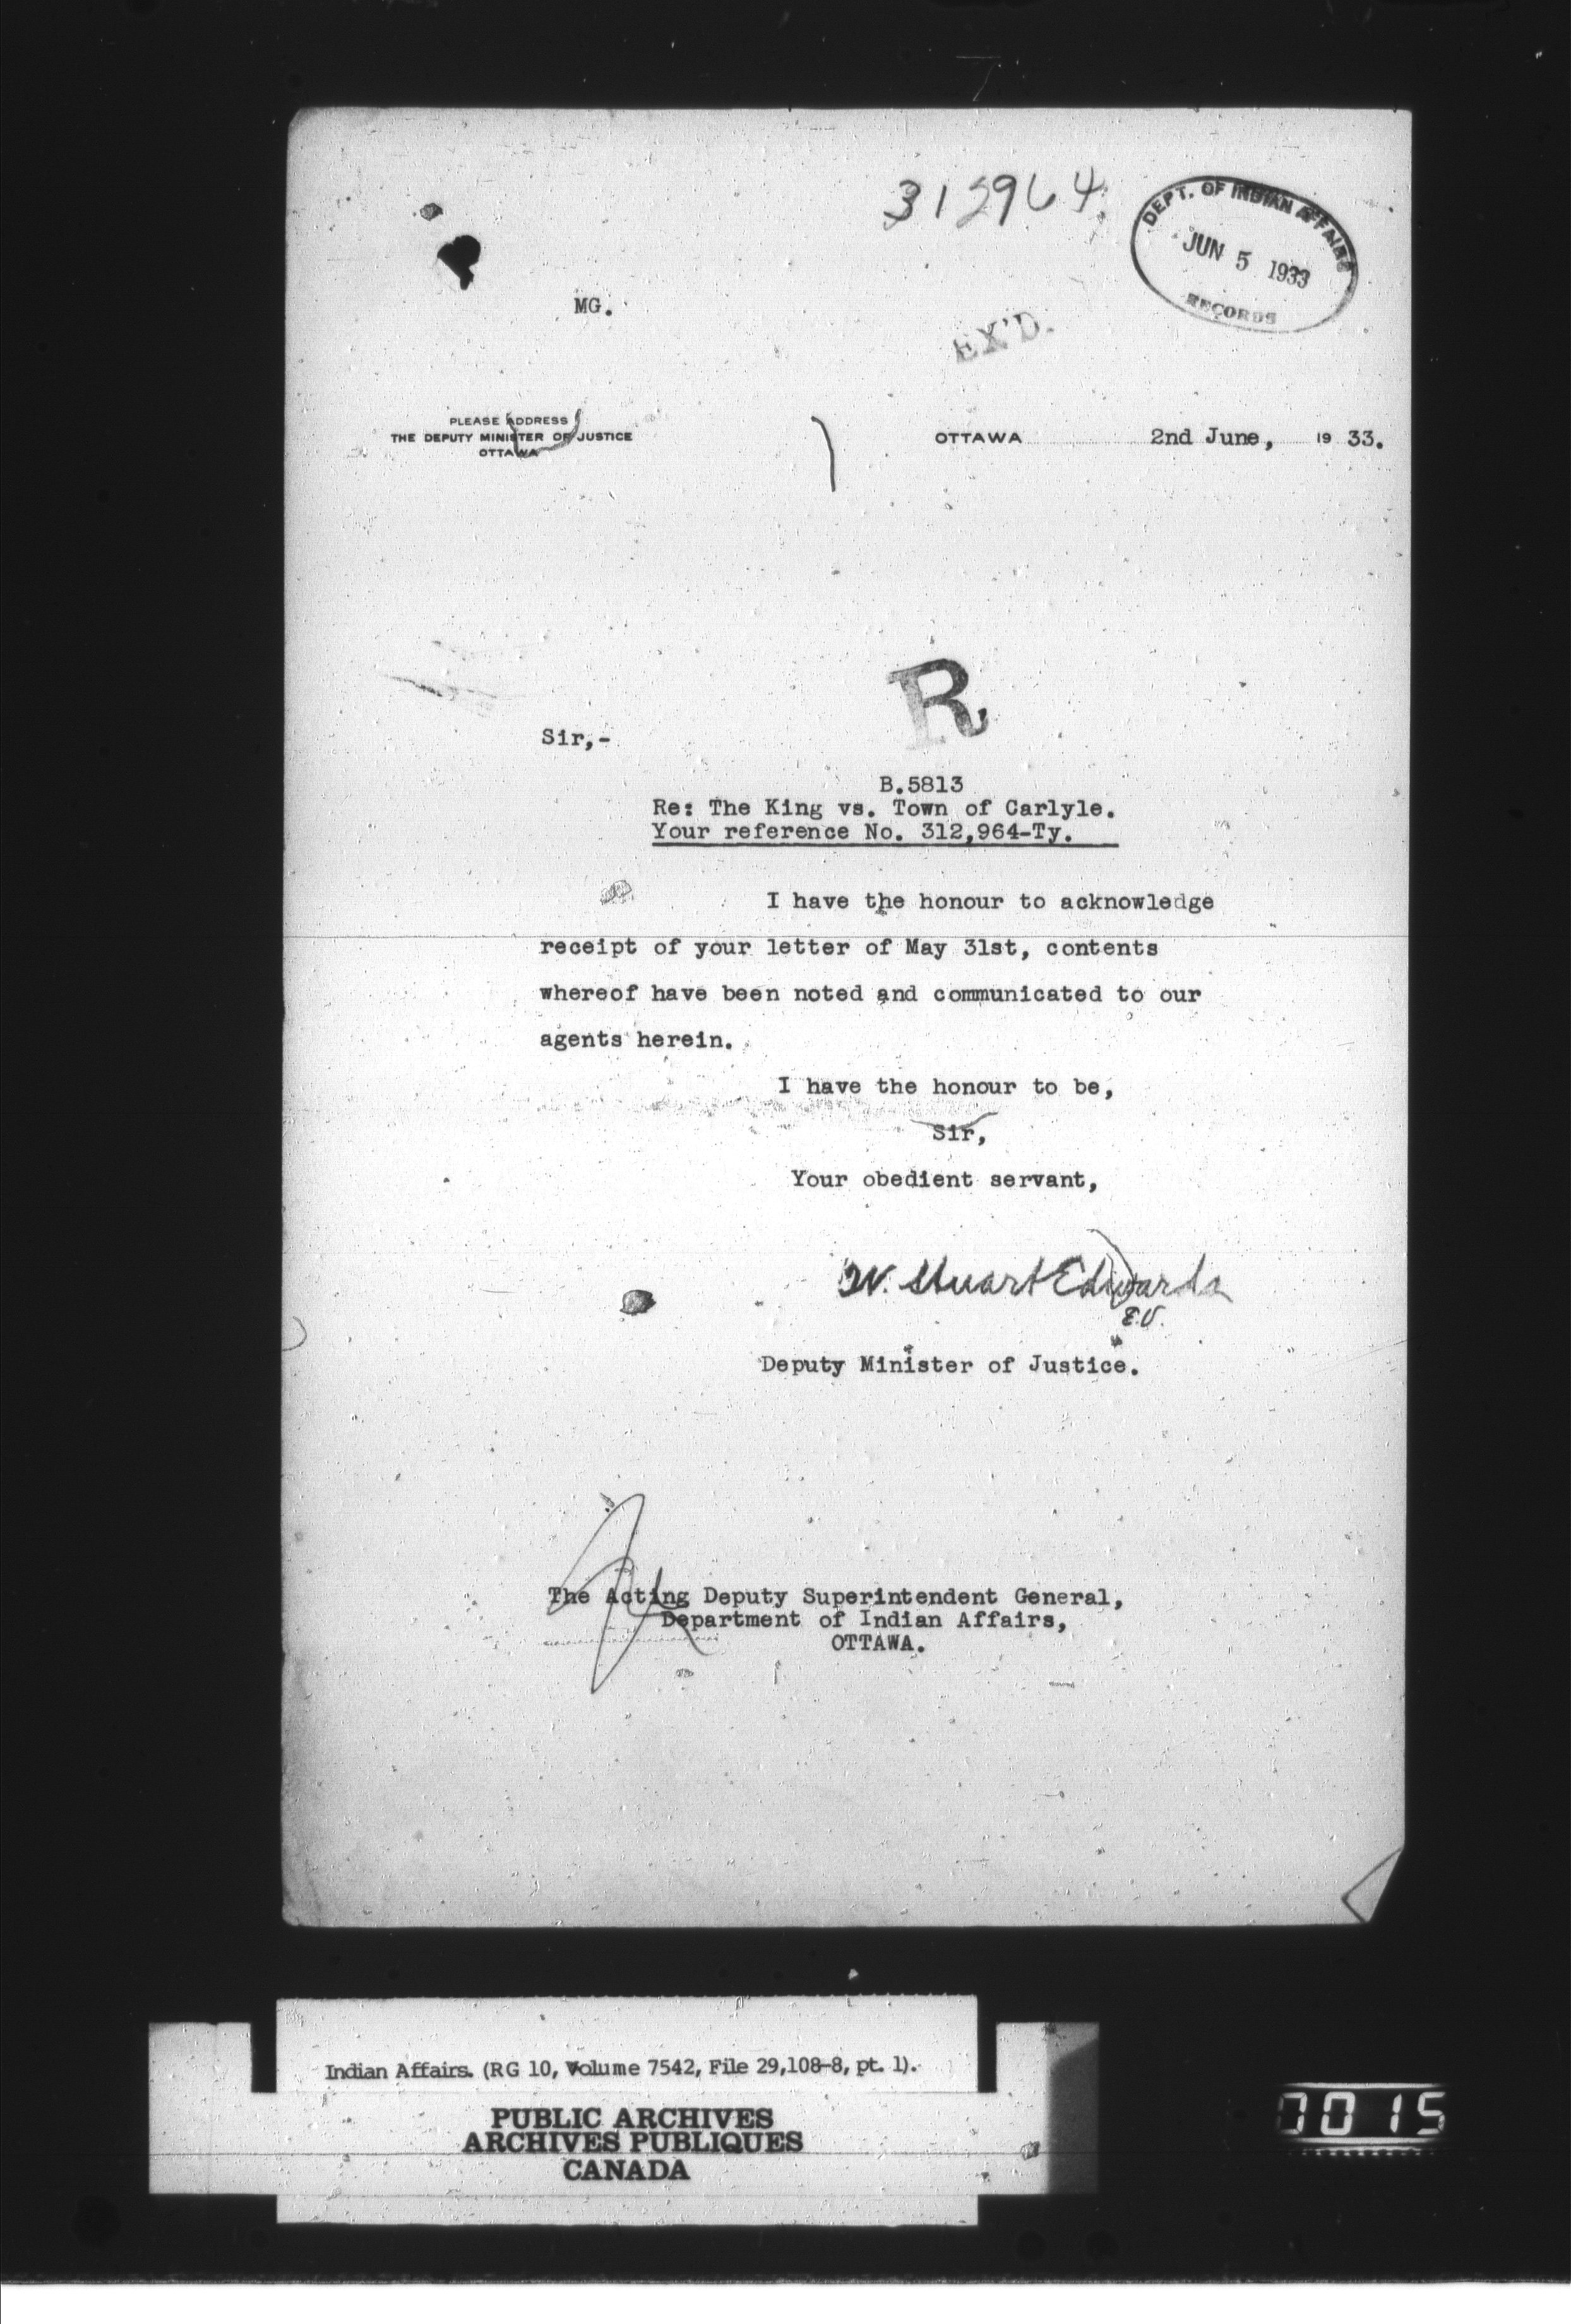 312964
DEPT. OF INDIAN AFFAIRS
JUN 5 1933
RECORDS
MG.
EX'D.
PLEASE ADDRESS
THE DEPUTY MINISTER OF JUSTICE
OTTAWA
OTTAWA 2nd June, 19 33.
R
Sir,-
B.5813
Re: The King vs. Town of Carlyle.
Your reference No. 312,964-Ty.
I have the honour to acknowledge
receipt of your letter of May 31st, contents
whereof have been noted and communicated to our
agents herein.
I have the honour to be,
Sir,
Your obedient servant,
W. Stuart Edwards
Deputy Minister of Justice.
The Acting Deputy Superintendent General,
Department of Indian Affairs,
OTTAWA.
Indian Affairs. (RG 10, Volume 7542, File 29,108-8, pt. 1).
PUBLIC ARCHIVES
ARCHIVES PUBLIQUES
CANADA
0015